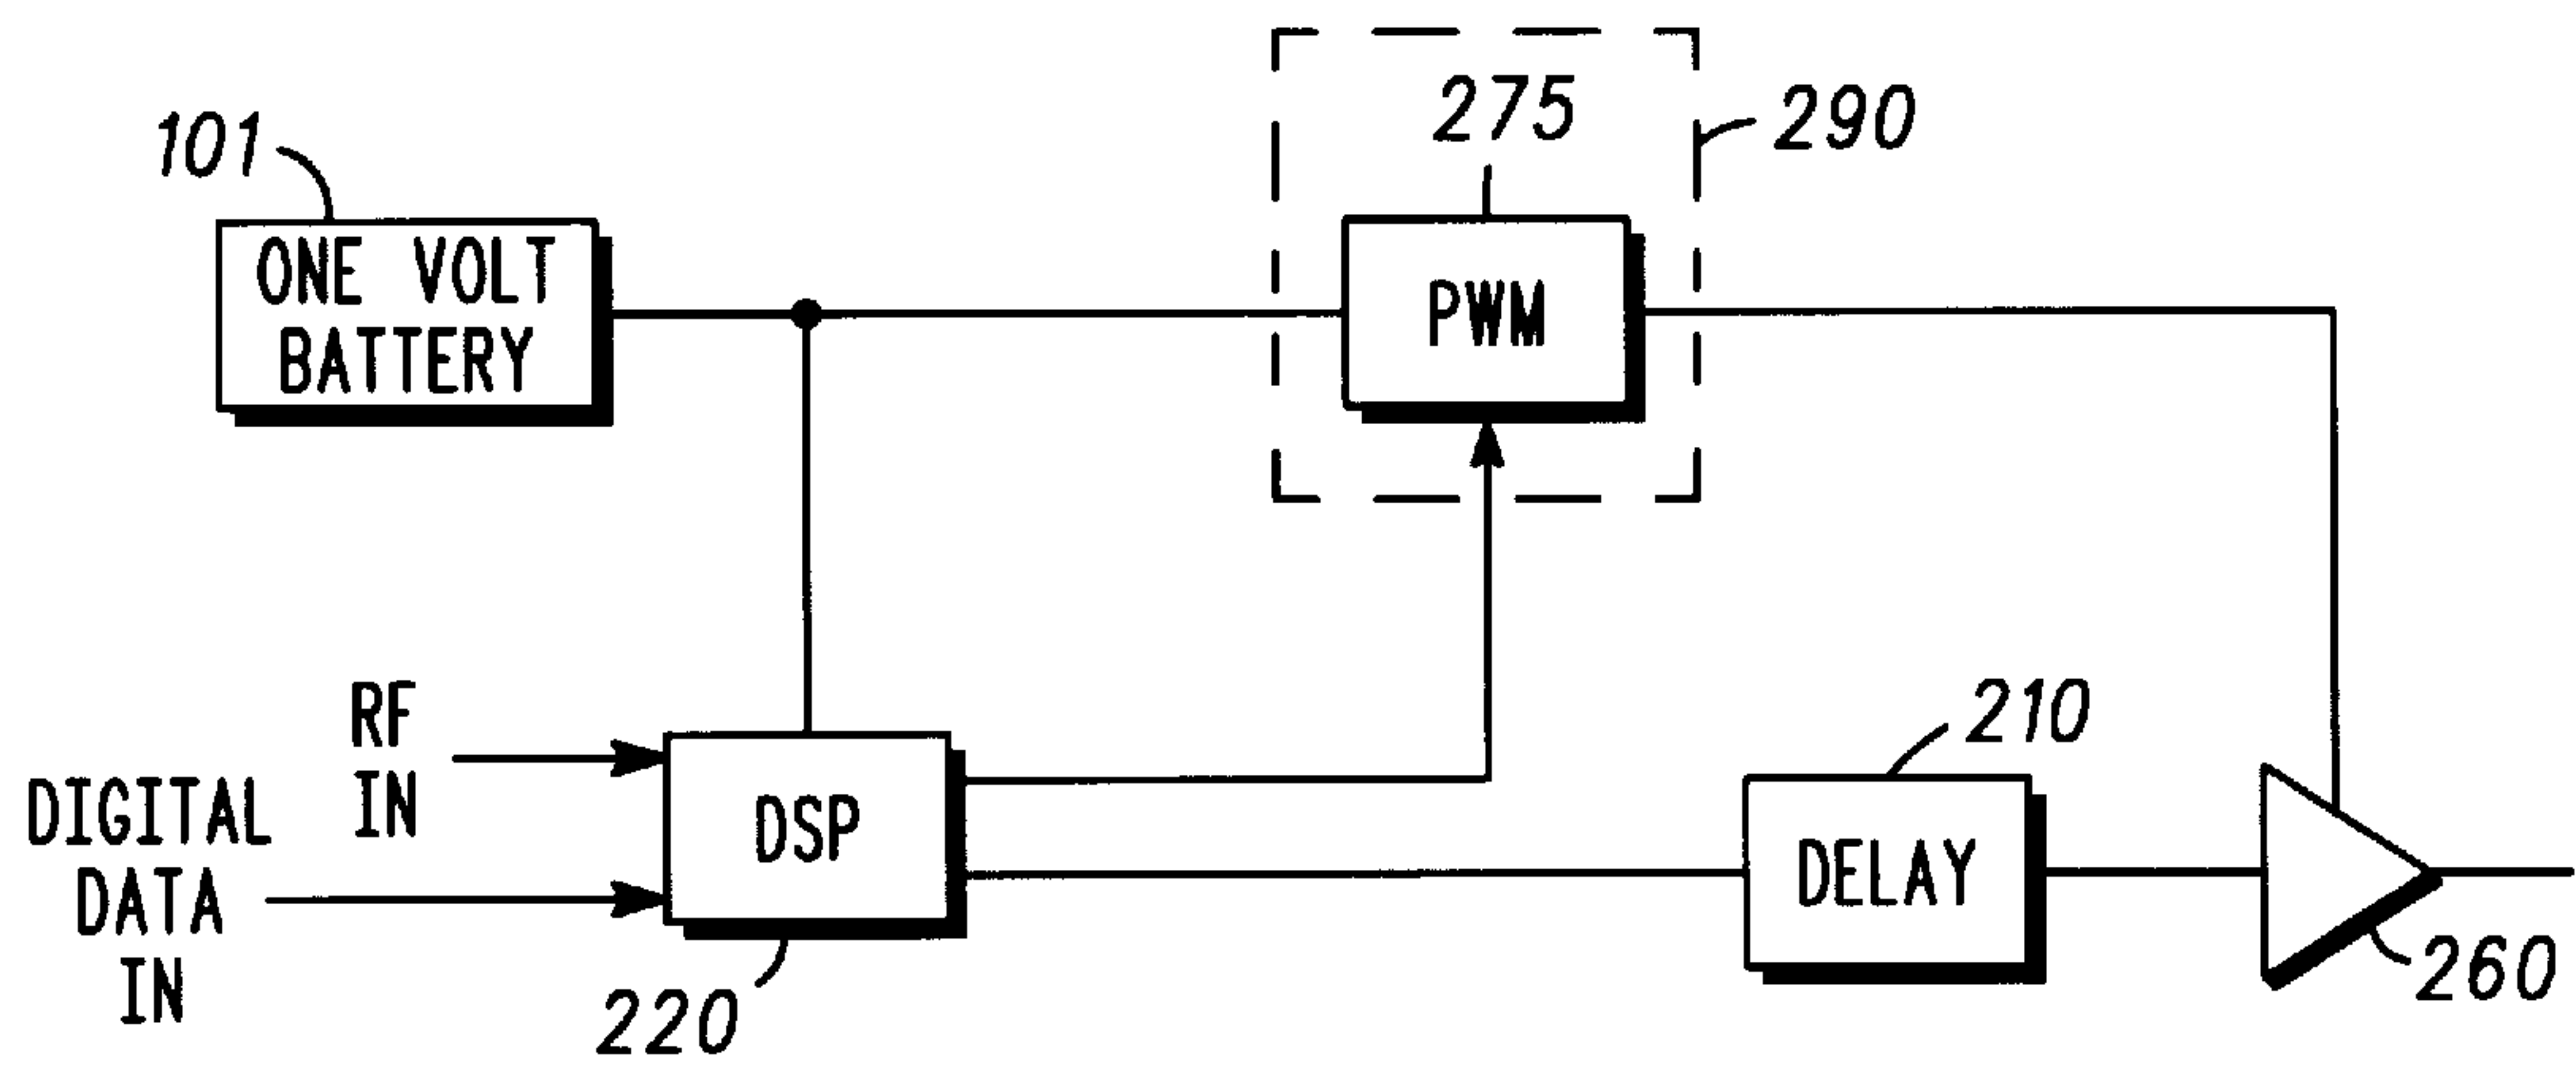 275
290
101
ONE VOLT
BATTERY
PWM
RF
IN
210
DIGITAL
DATA
IN
DSP
DELAY
220
260